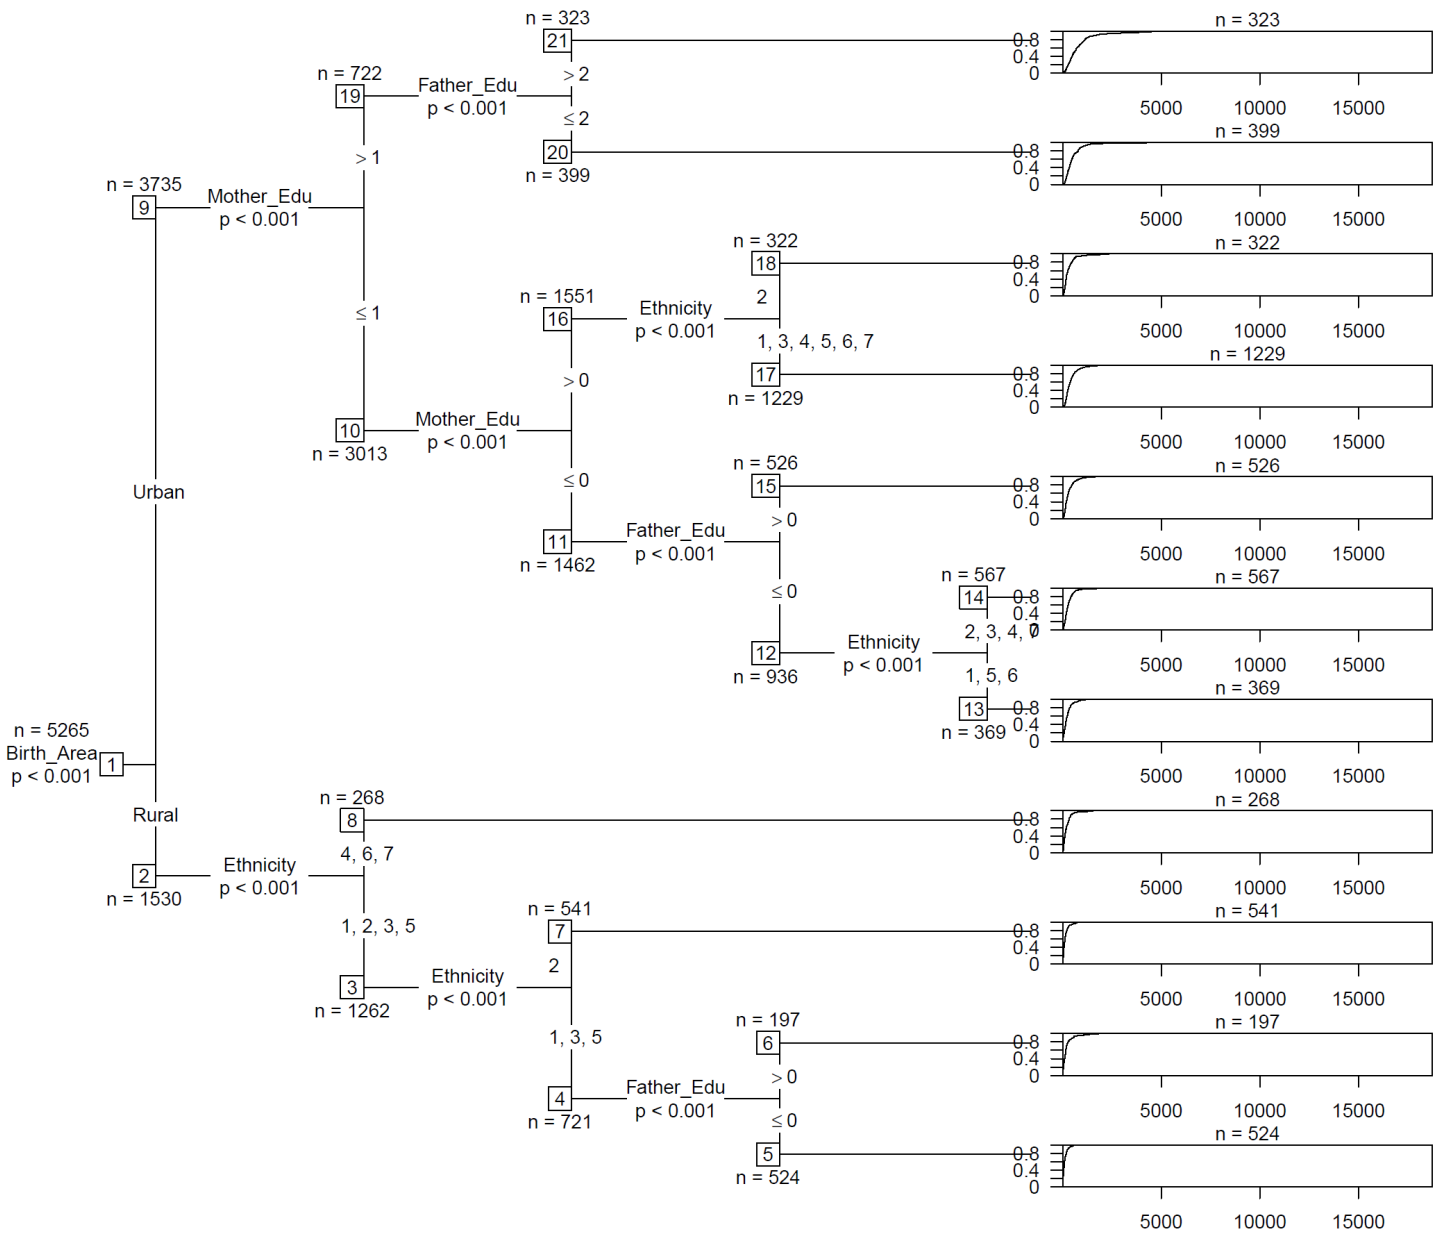 n = 323
21
> 2
n = 722
19
Father_Edu
p < 0.001
≤ 2
20
n = 399
> 1
n = 3735
9
Mother_Edu
p < 0.001
≤ 1
n = 322
18
2
n = 1551
16
Ethnicity
p < 0.001
1, 3, 4, 5, 6, 7
17
n = 1229
> 0
10
n = 3013
Mother_Edu
p < 0.001
≤ 0
n = 526
15
> 0
11
n = 1462
Father_Edu
p < 0.001
≤ 0
n = 567
14
2, 3, 4, 7
12
n = 936
Ethnicity
p < 0.001
1, 5, 6
13
n = 369
Urban
n = 5265
Birth_Area
p < 0.001
1
Rural
n = 268
8
4, 6, 7
2
n = 1530
Ethnicity
p < 0.001
1, 2, 3, 5
n = 541
7
2
3
n = 1262
Ethnicity
p < 0.001
1, 3, 5
n = 197
6
> 0
4
n = 721
Father_Edu
p < 0.001
≤ 0
5
n = 524
n = 323
0.8
0.4
0
5000 10000 15000
n = 399
0.8
0.4
0
5000 10000 15000
n = 322
0.8
0.4
0
5000 10000 15000
n = 1229
0.8
0.4
0
5000 10000 15000
n = 526
0.8
0.4
0
5000 10000 15000
n = 567
0.8
0.4
0
5000 10000 15000
n = 369
0.8
0.4
0
5000 10000 15000
n = 268
0.8
0.4
0
5000 10000 15000
n = 541
0.8
0.4
0
5000 10000 15000
n = 197
0.8
0.4
0
5000 10000 15000
n = 524
0.8
0.4
0
5000 10000 15000